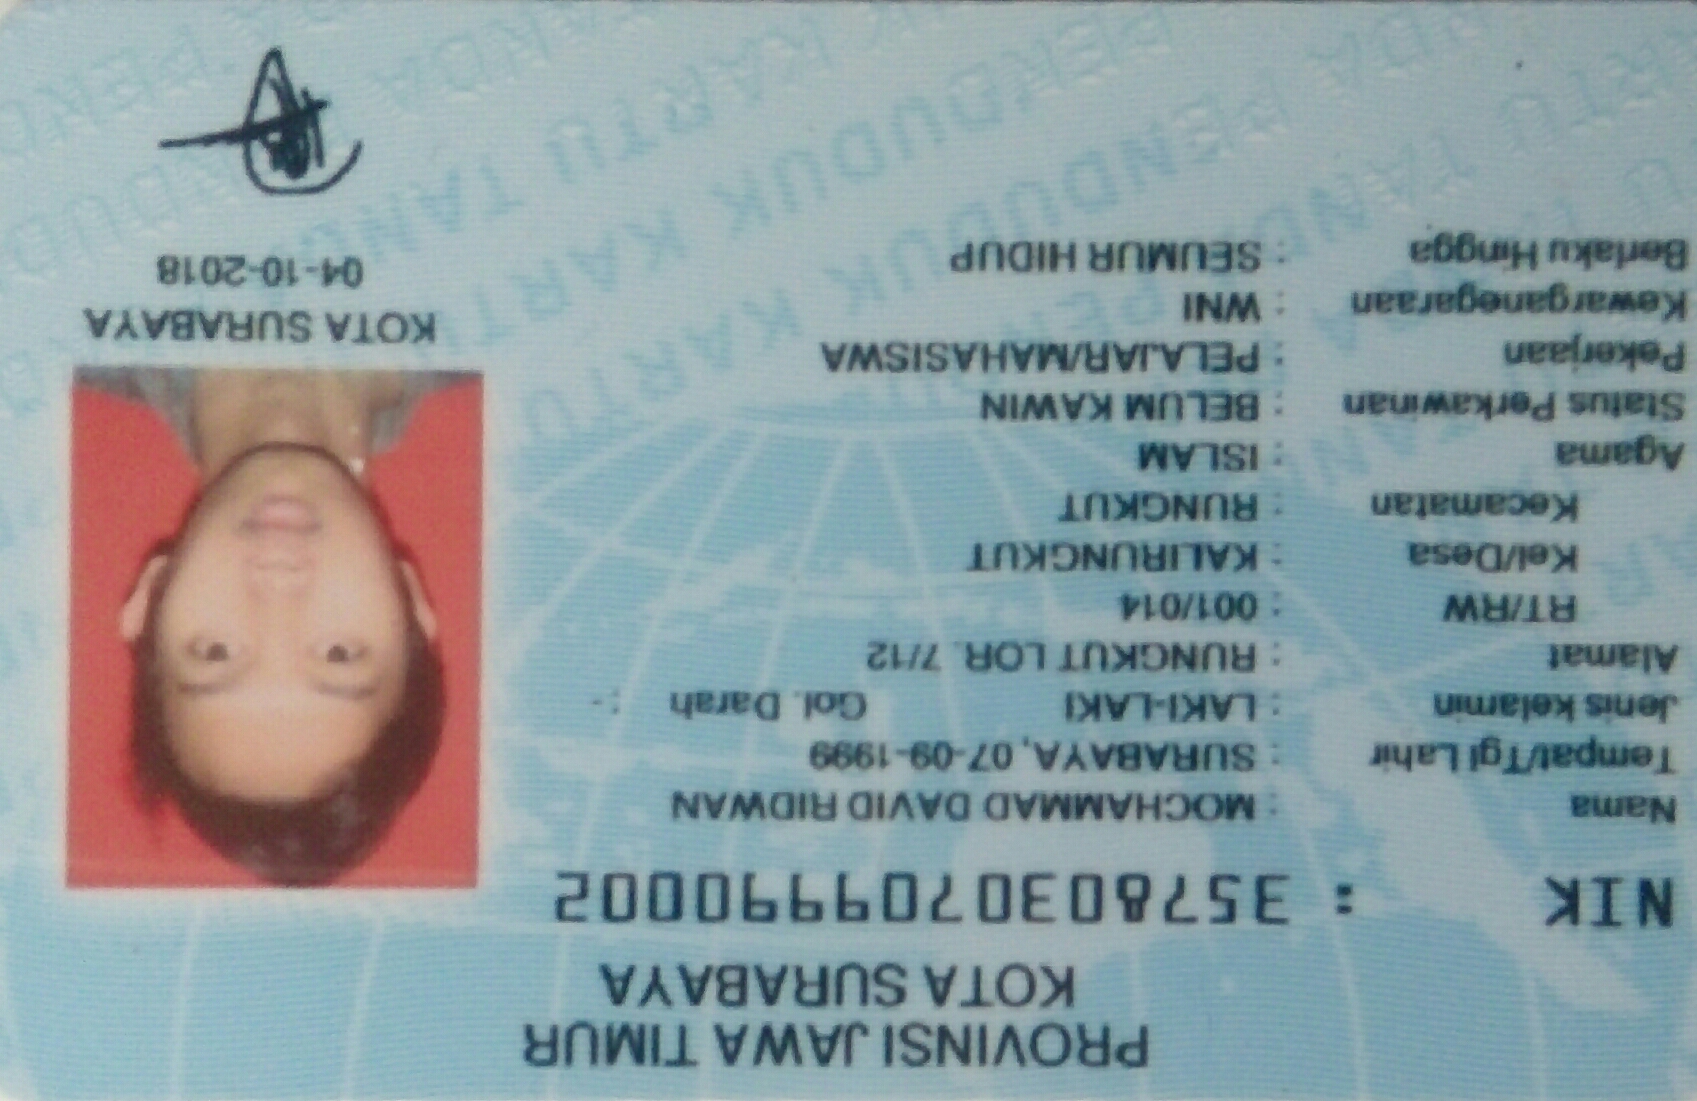 PROVINSI JAWA TIMUR
KOTA SURABAYA
NIK : 3578030709990002
Nama : MOCHAMMAD DAVID RIDWAN
Tempat/Tgl Lahir : SURABAYA, 07-09-1999
Jenis kelamin : LAKI-LAKI Gol. Darah : -
Alamat : RUNGKUT LOR. 7/12
RT/RW : 001/014
Kel/Desa : KALIRUNGKUT
Kecamatan : RUNGKUT
Agama : ISLAM
Status Perkawinan : BELUM KAWIN
Pekerjaan : PELAJAR/MAHASISWA
Kewarganegaraan : WNI
Berlaku Hingga : SEUMUR HIDUP
KOTA SURABAYA
04-10-2018